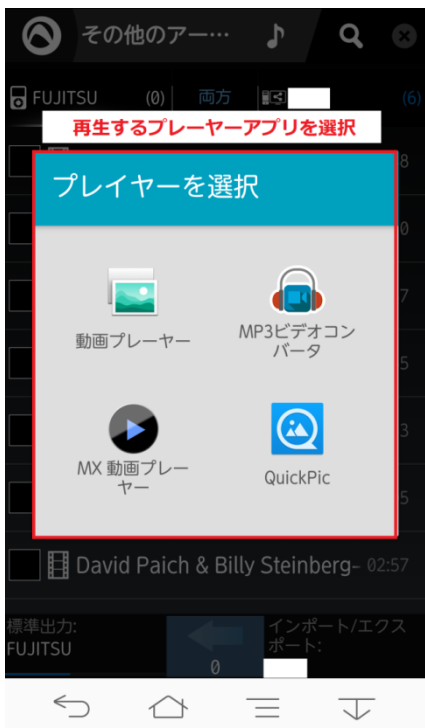 その他のアー…
FUJITSU (0) 両方 (6)
再生するプレーヤーアプリを選択
8
プレイヤーを選択
0
7
動画プレーヤー
MP3ビデオコン
バータ
5
3
MX 動画プレー
ヤー
QuickPic
5
David Paich & Billy Steinberg- 02:57
標準出力:
FUJITSU
0
インポート/エクス
ポート: